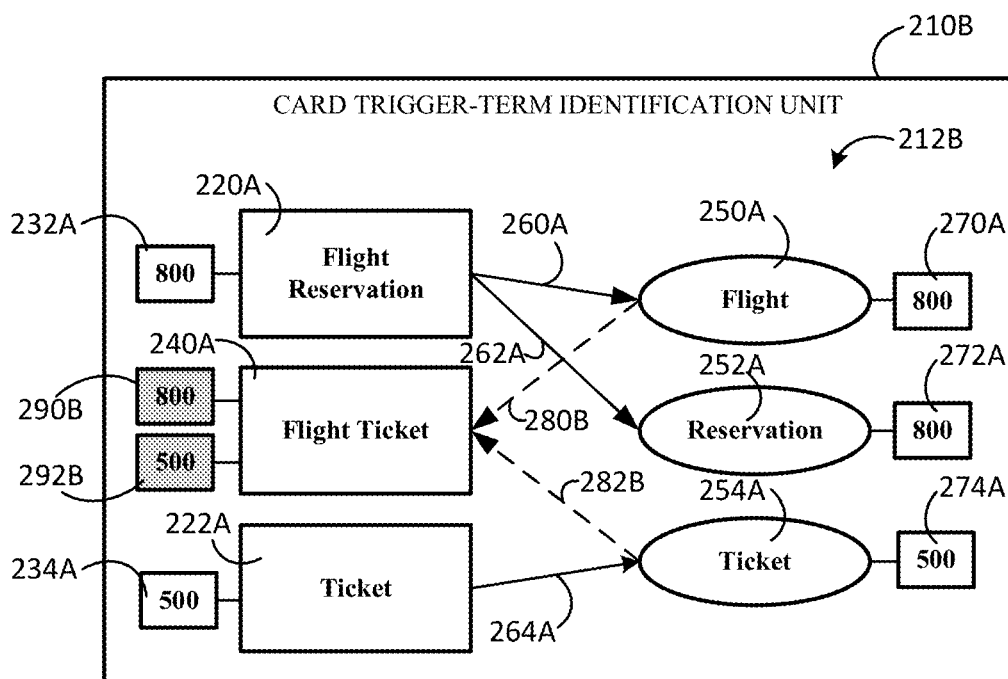 210B
CARD TRIGGER-TERM IDENTIFICATION UNIT
212B
220A
232A
260A
250A
270A
800
Flight
Reservation
Flight
800
240A
262A
252A
272A
290B
800
Flight Ticket
280B
Reservation
800
292B
500
282B
254A
274A
222A
234A
500
Ticket
264A
Ticket
500